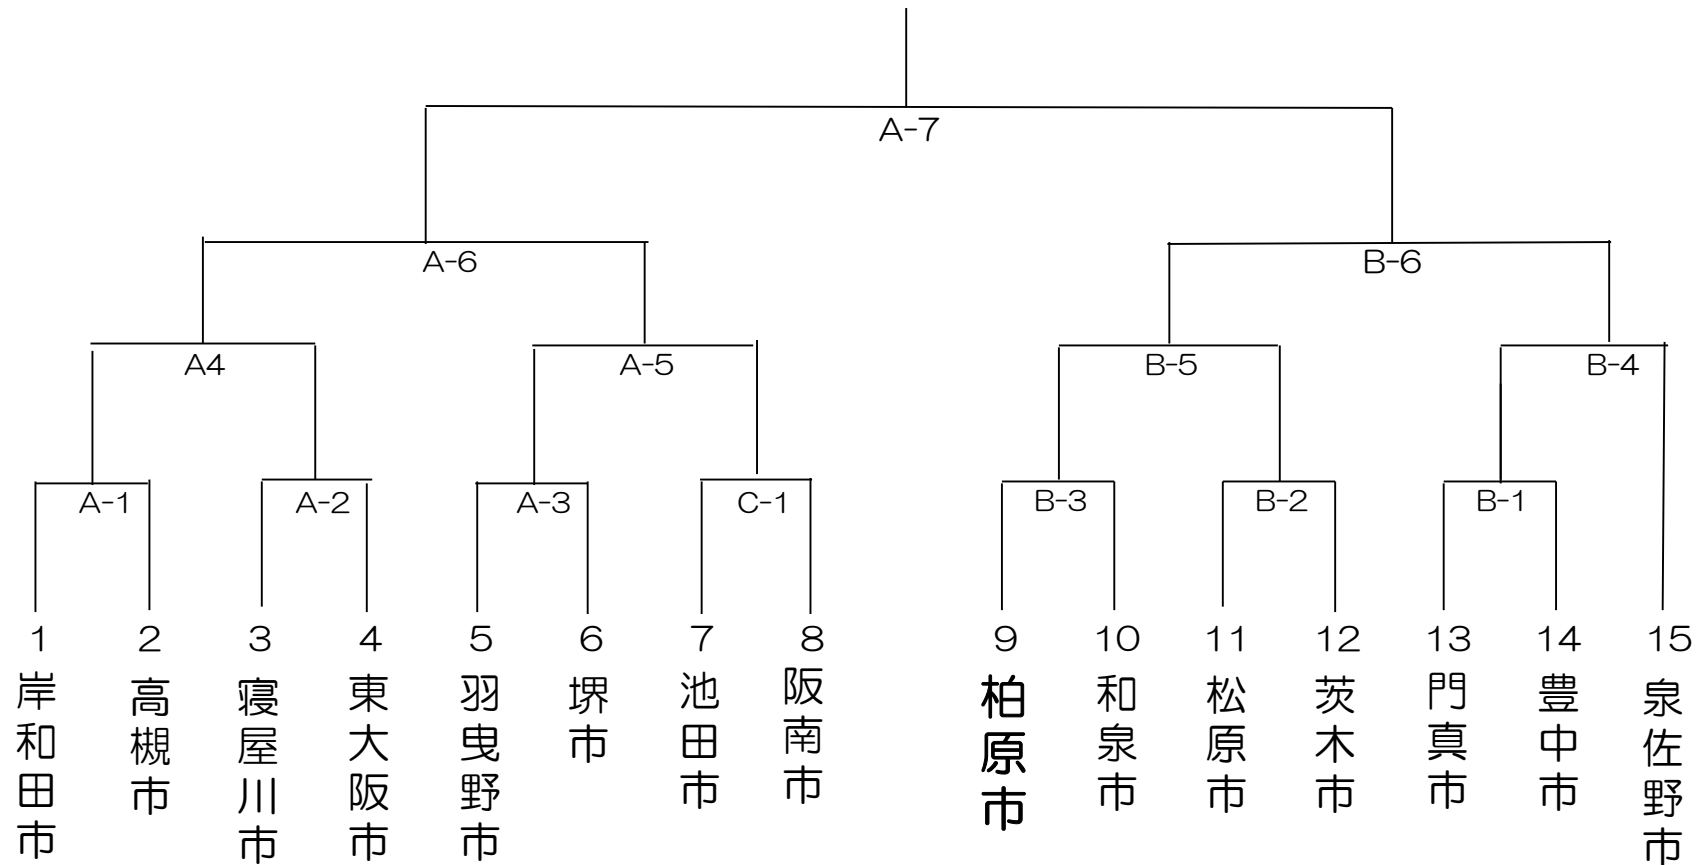 A-7
A-6
B-6
A4
A-5
B-5
B-4
A-1
A-2
A-3
C-1
B-3
B-2
B-1
1
2
3
4
5
6
7
8
9
10
11
12
13
14
15
岸和田市
高槻市
寝屋川市
東大阪市
羽曳野市
堺市
池田市
阪南市
柏原市
和泉市
松原市
茨木市
門真市
豊中市
泉佐野市